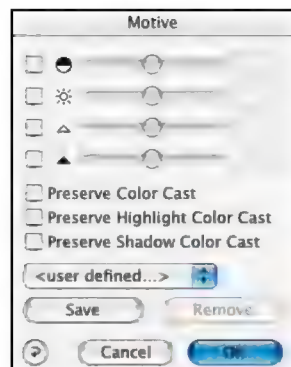 Motive
Preserve Color Cast
Preserve Highlight Color Cast
Preserve Shadow Color Cast
<user defined...>
Save Remove
? Cancel OK